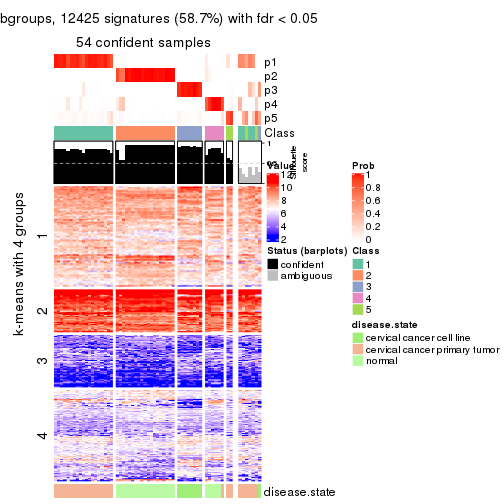 bgroups, 12425 signatures (58.7%) with fdr < 0.05
54 confident samples
p1
p2
p3
p4
p5
Class
1
0
Silhouette
score
Value
12
10
8
6
4
2
Prob
1
0.8
0.6
0.4
0.2
0
Status (barplots)
confident
ambiguous
Class
1
2
3
4
5
disease.state
cervical cancer cell line
cervical cancer primary tumor
normal
k-means with 4 groups
1
2
3
4
disease.state